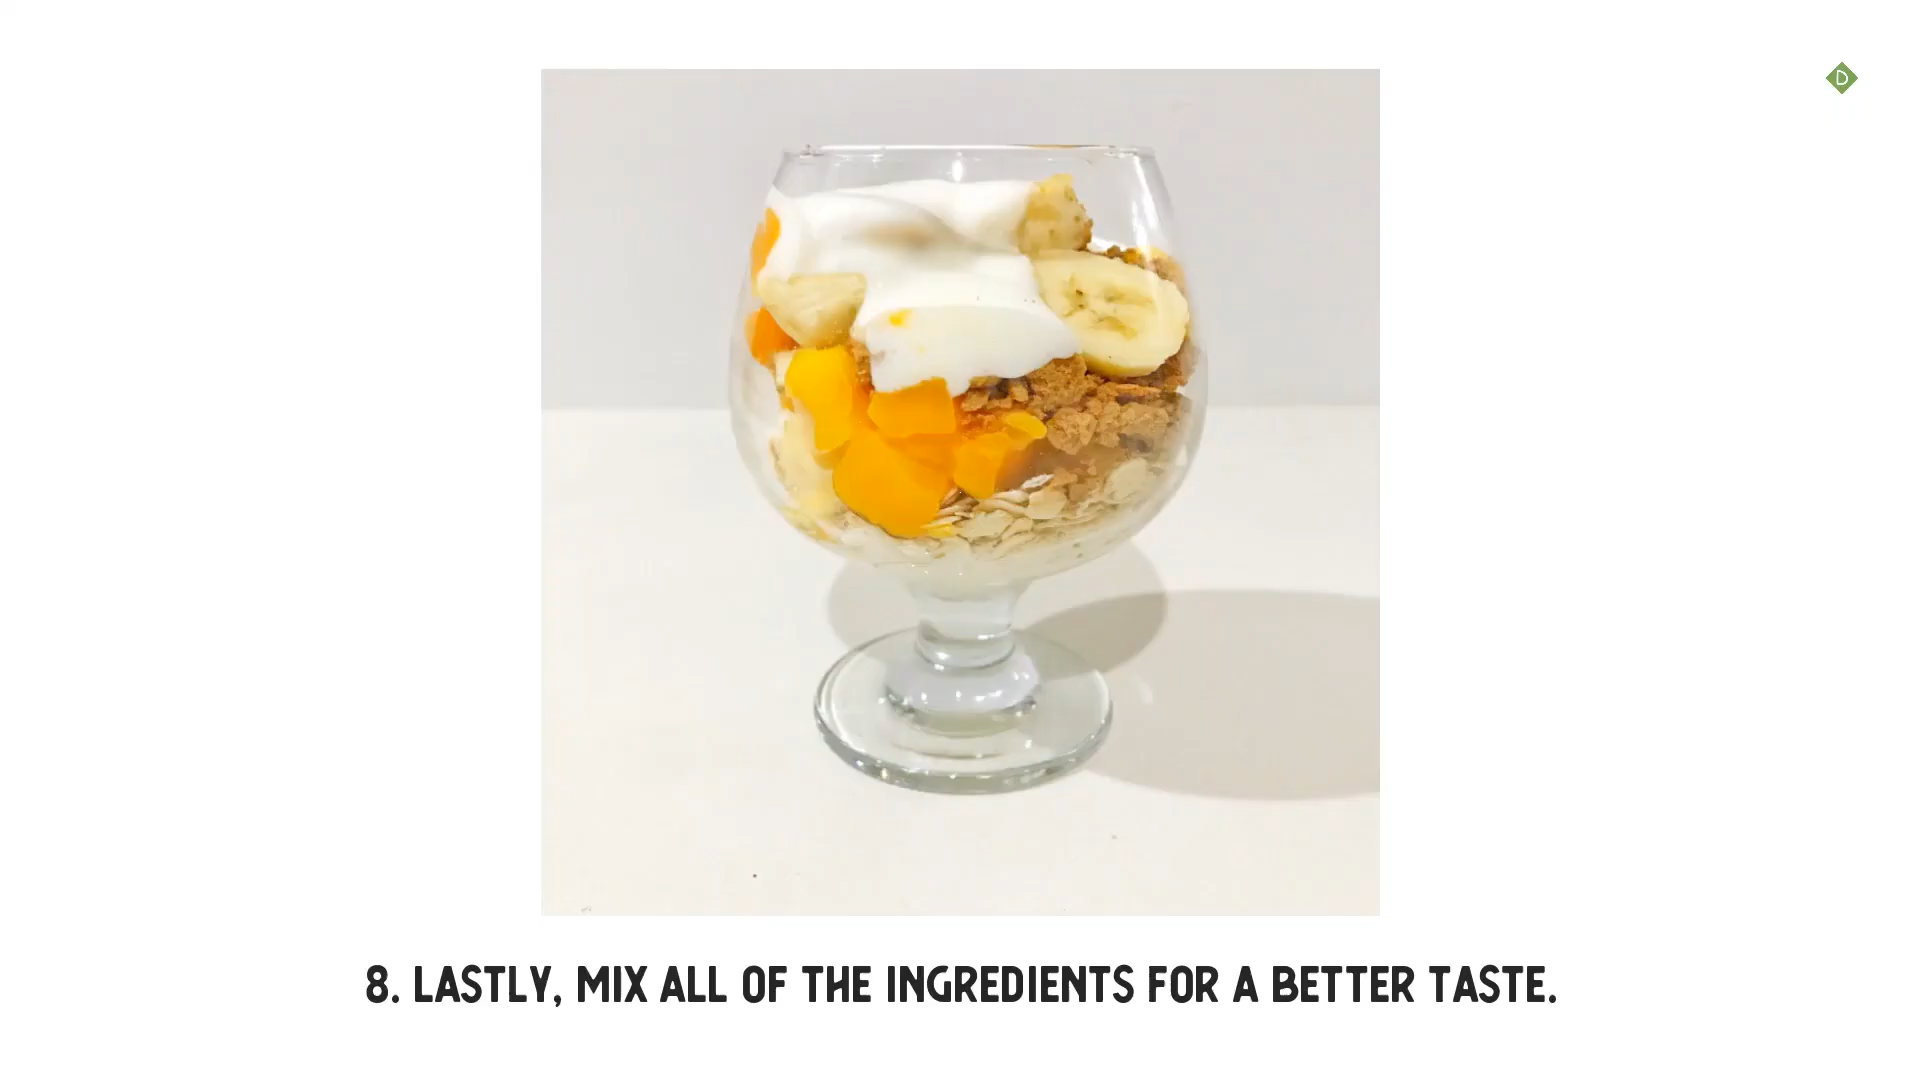 D
8. LASTLY, MIX ALL OF THE INGREDIENTS FOR A BETTER TASTE.